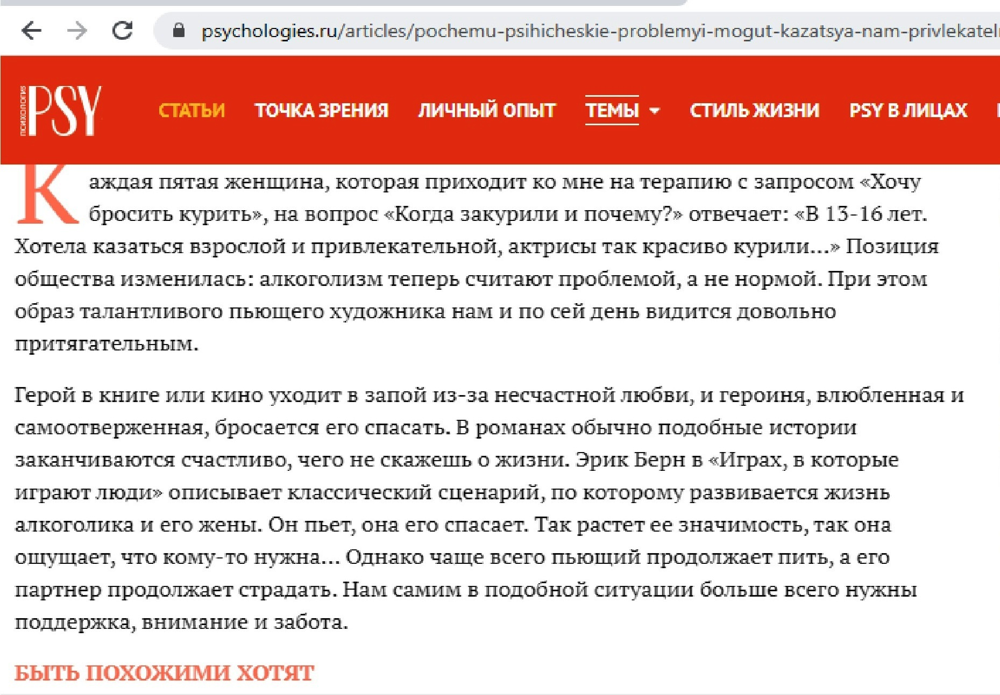 psychologies.ru/articles/pochemu-psihicheskie-problemyi-mogut-kazatsya-nam-privlekatel
ПСИХОЛОГИЯ
PSY
СТАТЬИ ТОЧКА ЗРЕНИЯ ЛИЧНЫЙ ОПЫТ ТЕМЫ СТИЛЬ ЖИЗНИ PSY В ЛИЦАХ
Каждая пятая женщина, которая приходит ко мне на терапию с запросом «Хочу
бросить курить», на вопрос «Когда закурили и почему?» отвечает: «В 13-16 лет.
Хотела казаться взрослой и привлекательной, актрисы так красиво курили...» Позиция
общества изменилась: алкоголизм теперь считают проблемой, а не нормой. При этом
образ талантливого пьющего художника нам и по сей день видится довольно
притягательным.
Герой в книге или кино уходит в запой из-за несчастной любви, и героиня, влюбленная и
самоотверженная, бросается его спасать. В романах обычно подобные истории
заканчиваются счастливо, чего не скажешь о жизни. Эрик Берн в «Играх, в которые
играют люди» описывает классический сценарий, по которому развивается жизнь
алкоголика и его жены. Он пьет, она его спасает. Так растет ее значимость, так она
ощущает, что кому-то нужна... Однако чаще всего пьющий продолжает пить, а его
партнер продолжает страдать. Нам самим в подобной ситуации больше всего нужны
поддержка, внимание и забота.
БЫТЬ ПОХОЖИМИ ХОТЯТ